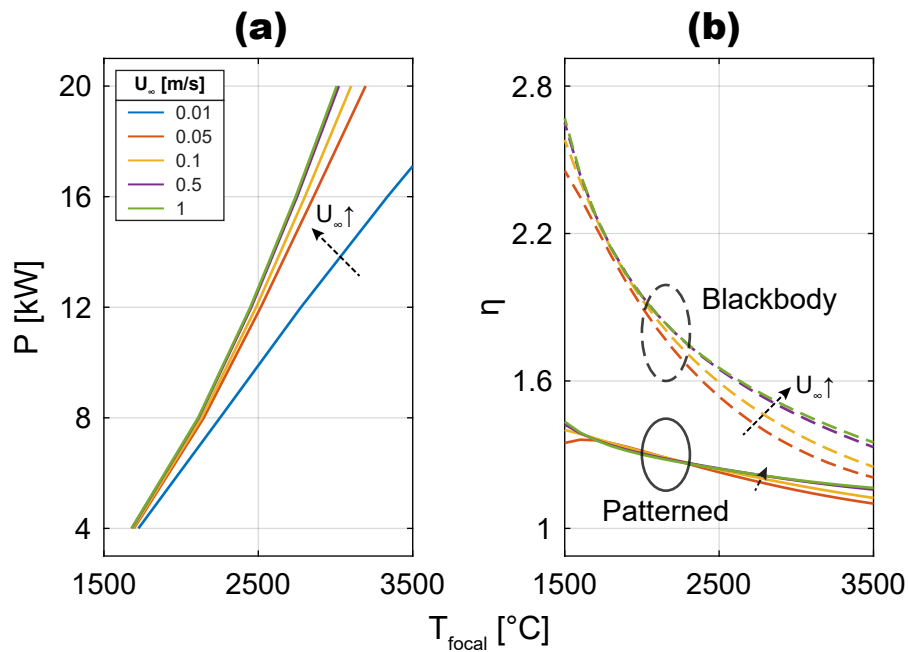 (a)
(b)
U∞ [m/s]
0.01
0.05
0.1
0.5
1
U∞↑
P [kW]
20
16
12
8
4
1500
2500
3500
η
2.8
2.2
1.6
1
Blackbody
U∞↑
Patterned
1500
2500
3500
T_focal [°C]